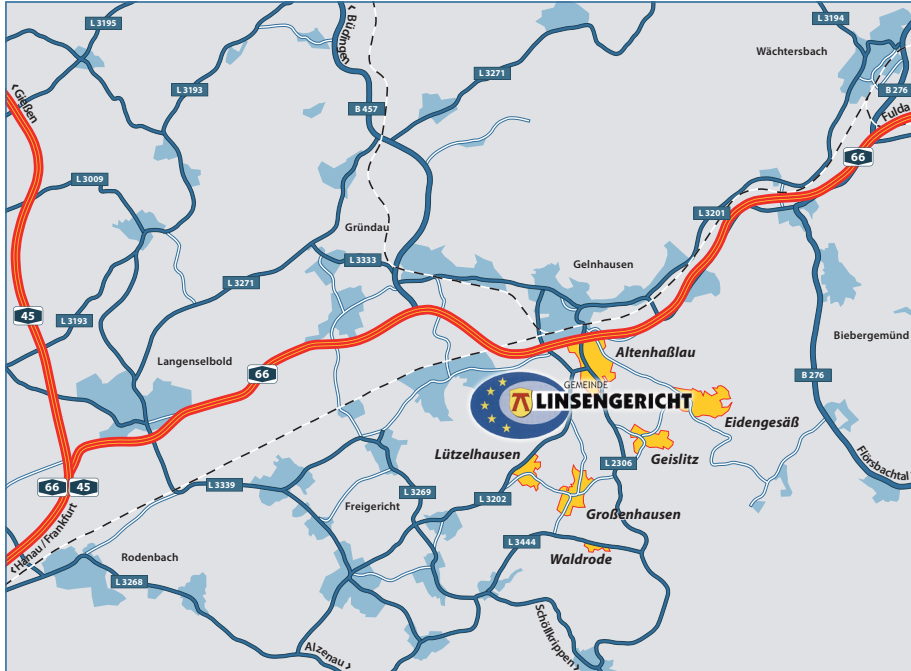 L 3195
‹ Büdingen
L 3194
Wächtersbach
L 3271
L 3193
B 276
‹ Gießen
B 457
Fulda ›
66
L 3009
L 3201
Gründau
L 3333
Gelnhausen
L 3271
45
L 3193
Biebergemünd
Altenhaßlau
Langenselbold
66
B 276
GEMEINDE
LINSENGERICHT
Eidengesäß
Lützelhausen
Geislitz
Flörsbachtal
L 2306
66
45
L 3339
L 3269
L 3202
Freigericht
Großenhausen
‹ Hanau / Frankfurt
L 3444
Rodenbach
Waldrode
L 3268
Schöllkrippen ›
Alzenau ›